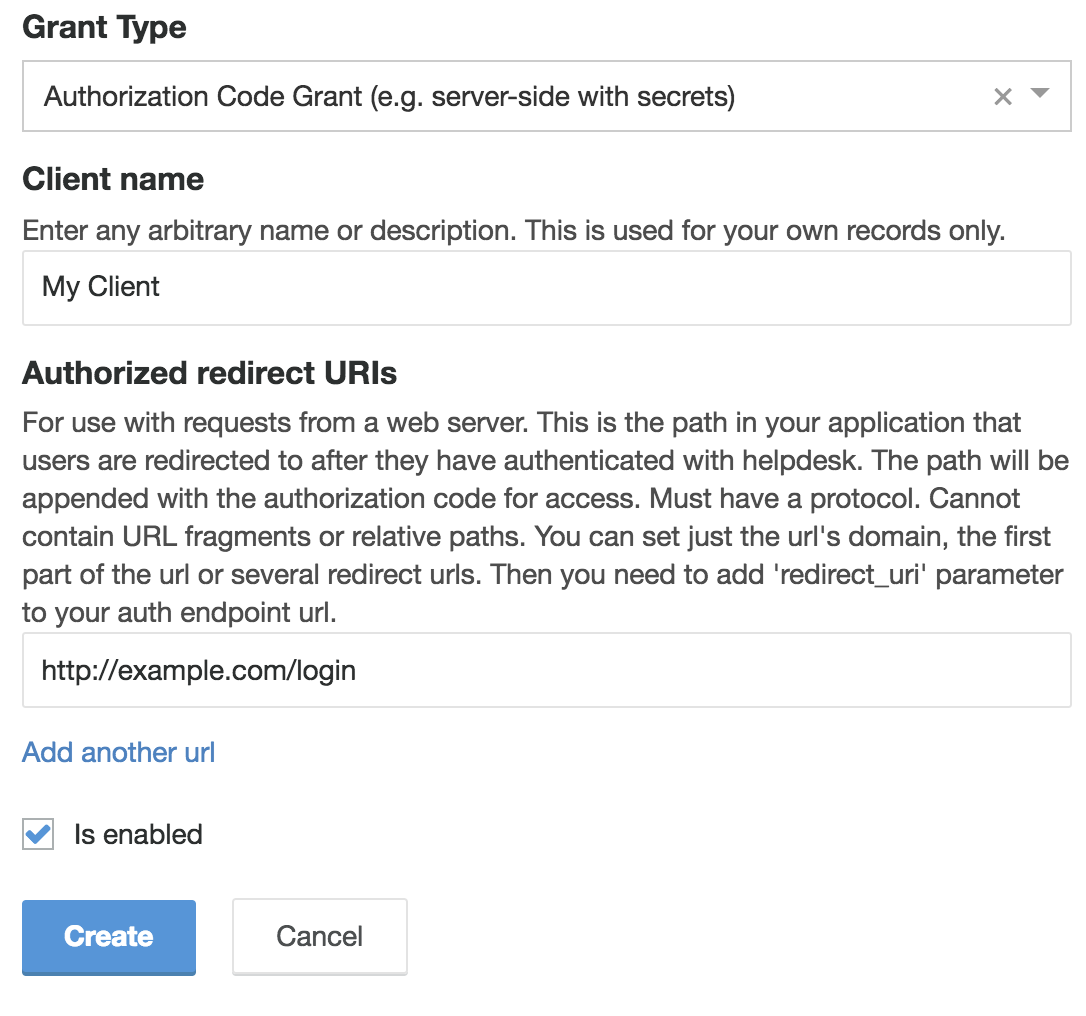 Grant Type
Authorization Code Grant (e.g. server-side with secrets)
Client name
Enter any arbitrary name or description. This is used for your own records only.
My Client
Authorized redirect URIs
For use with requests from a web server. This is the path in your application that
users are redirected to after they have authenticated with helpdesk. The path will be
appended with the authorization code for access. Must have a protocol. Cannot
contain URL fragments or relative paths. You can set just the url's domain, the first
part of the url or several redirect urls. Then you need to add 'redirect_uri' parameter
to your auth endpoint url.
http://example.com/login
Add another url
Is enabled
Create
Cancel